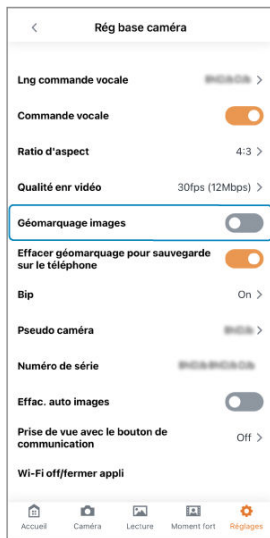 Rég base caméra
Lng commande vocale
Commande vocale
Ratio d'aspect 4:3
Qualité enr vidéo 30fps (12Mbps)
Géomarquage images
Effacer géomarquage pour sauvegarde
sur le téléphone
Bip On
Pseudo caméra
Numéro de série
Effac. auto images
Prise de vue avec le bouton de
communication Off
Wi-Fi off/fermer appli
Accueil Caméra Lecture Moment fort Réglages